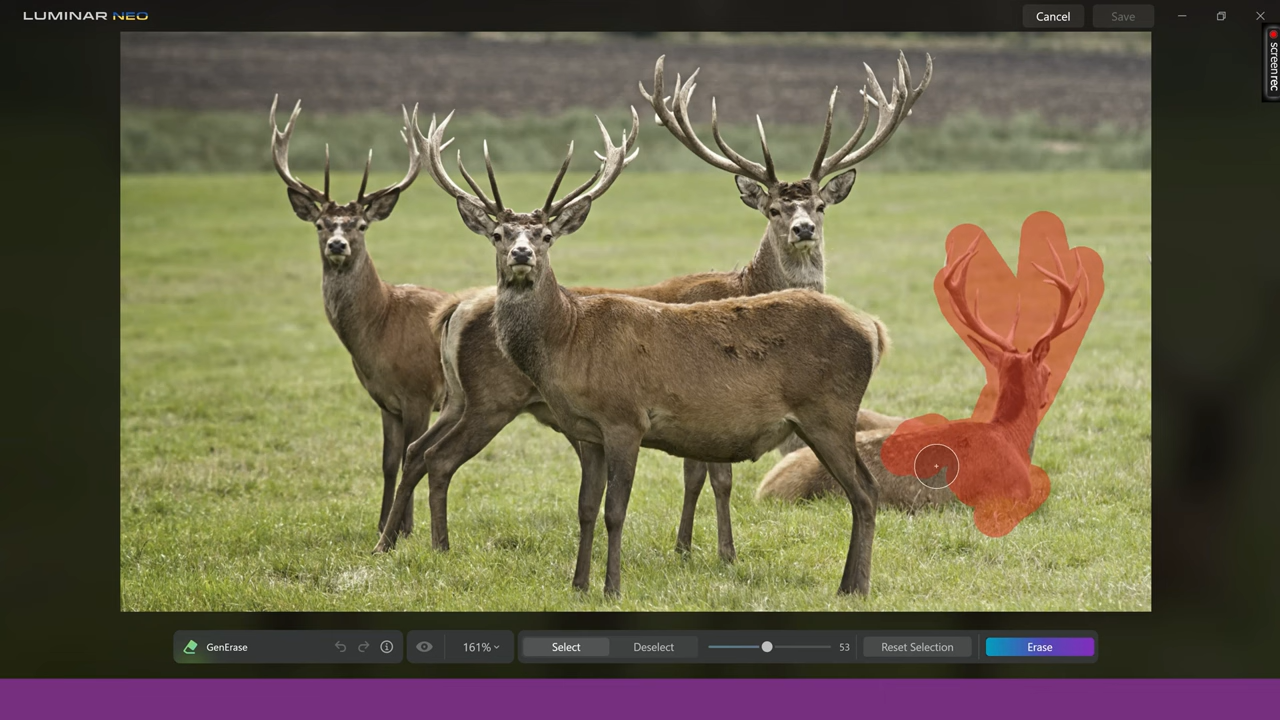 LUMINAR NEO
Cancel
Save
screenrec
GenErase
161%
Select
Deselect
53
Reset Selection
Erase